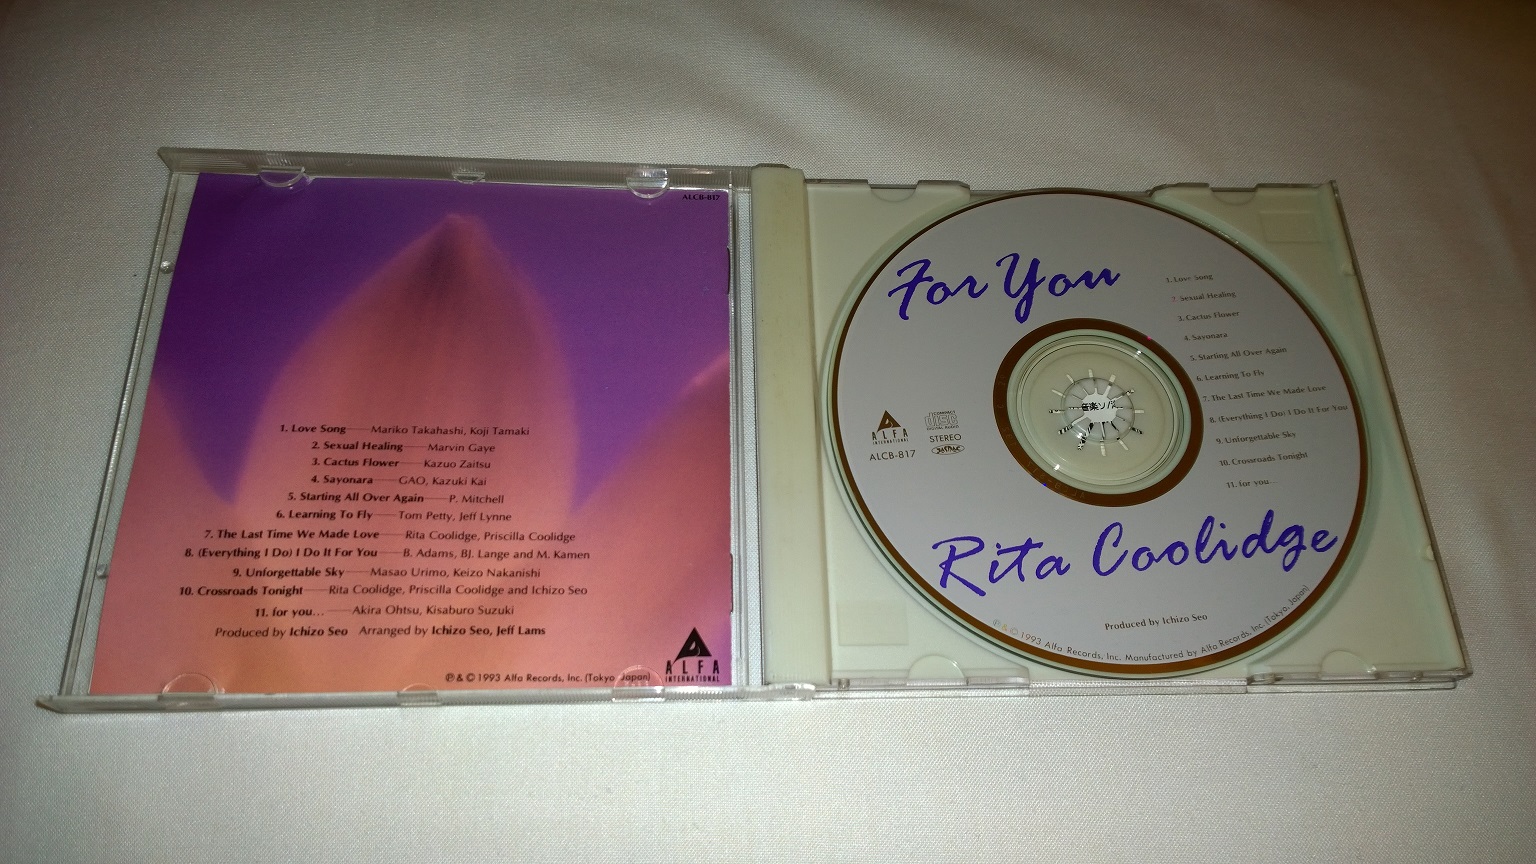 ALCB-817
1. Love Song — Mariko Takahashi, Koji Tamaki
2. Sexual Healing — Marvin Gaye
3. Cactus Flower — Kazuo Zaitsu
4. Sayonara — GAO, Kazuki Kai
5. Starting All Over Again — P. Mitchell
6. Learning To Fly — Tom Petty, Jeff Lynne
7. The Last Time We Made Love — Rita Coolidge, Priscilla Coolidge
8. (Everything I Do) I Do It For You — B. Adams, BJ. Lange and M. Kamen
9. Unforgettable Sky — Masao Urimo, Keizo Nakanishi
10. Crossroads Tonight — Rita Coolidge, Priscilla Coolidge and Ichizo Seo
11. for you... — Akira Ohtsu, Kisaburo Suzuki
Produced by Ichizo Seo Arranged by Ichizo Seo, Jeff Lams
ALFA
INTERNATIONAL
℗ & © 1993 Alfa Records, Inc. (Tokyo, Japan)
For You
1. Love Song
2. Sexual Healing
3. Cactus Flower
4. Sayonara
5. Starting All Over Again
6. Learning To Fly
7. The Last Time We Made Love
8. (Everything I Do) I Do It For You
9. Unforgettable Sky
10. Crossroads Tonight
11. for you...
ALFA
INTERNATIONAL
ALCB-817
COMPACT
disc
DIGITAL AUDIO
STEREO
Rita Coolidge
Produced by Ichizo Seo
℗ & © 1993 Alfa Records, Inc. Manufactured by Alfa Records, Inc. (Tokyo, Japan)